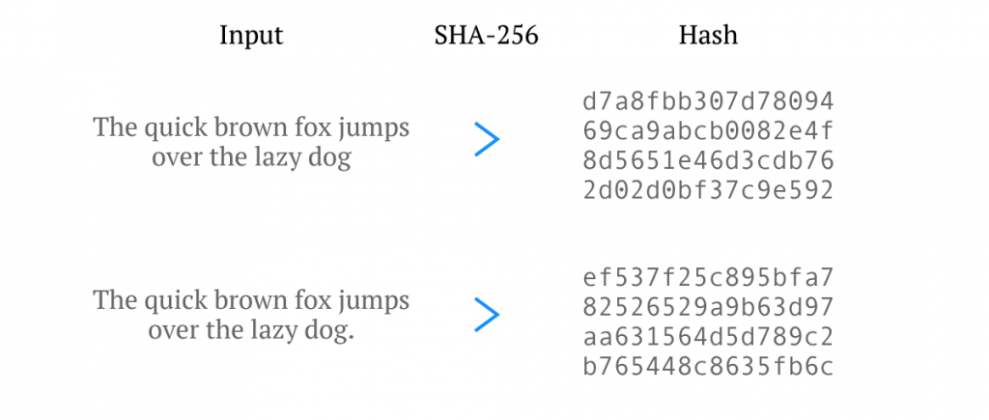 Input SHA-256 Hash
The quick brown fox jumps
over the lazy dog
>
d7a8fbb307d78094
69ca9abcb0082e4f
8d5651e46d3cdb76
2d02d0bf37c9e592
The quick brown fox jumps
over the lazy dog.
>
ef537f25c895bfa7
82526529a9b63d97
aa631564d5d789c2
b765448c8635fb6c